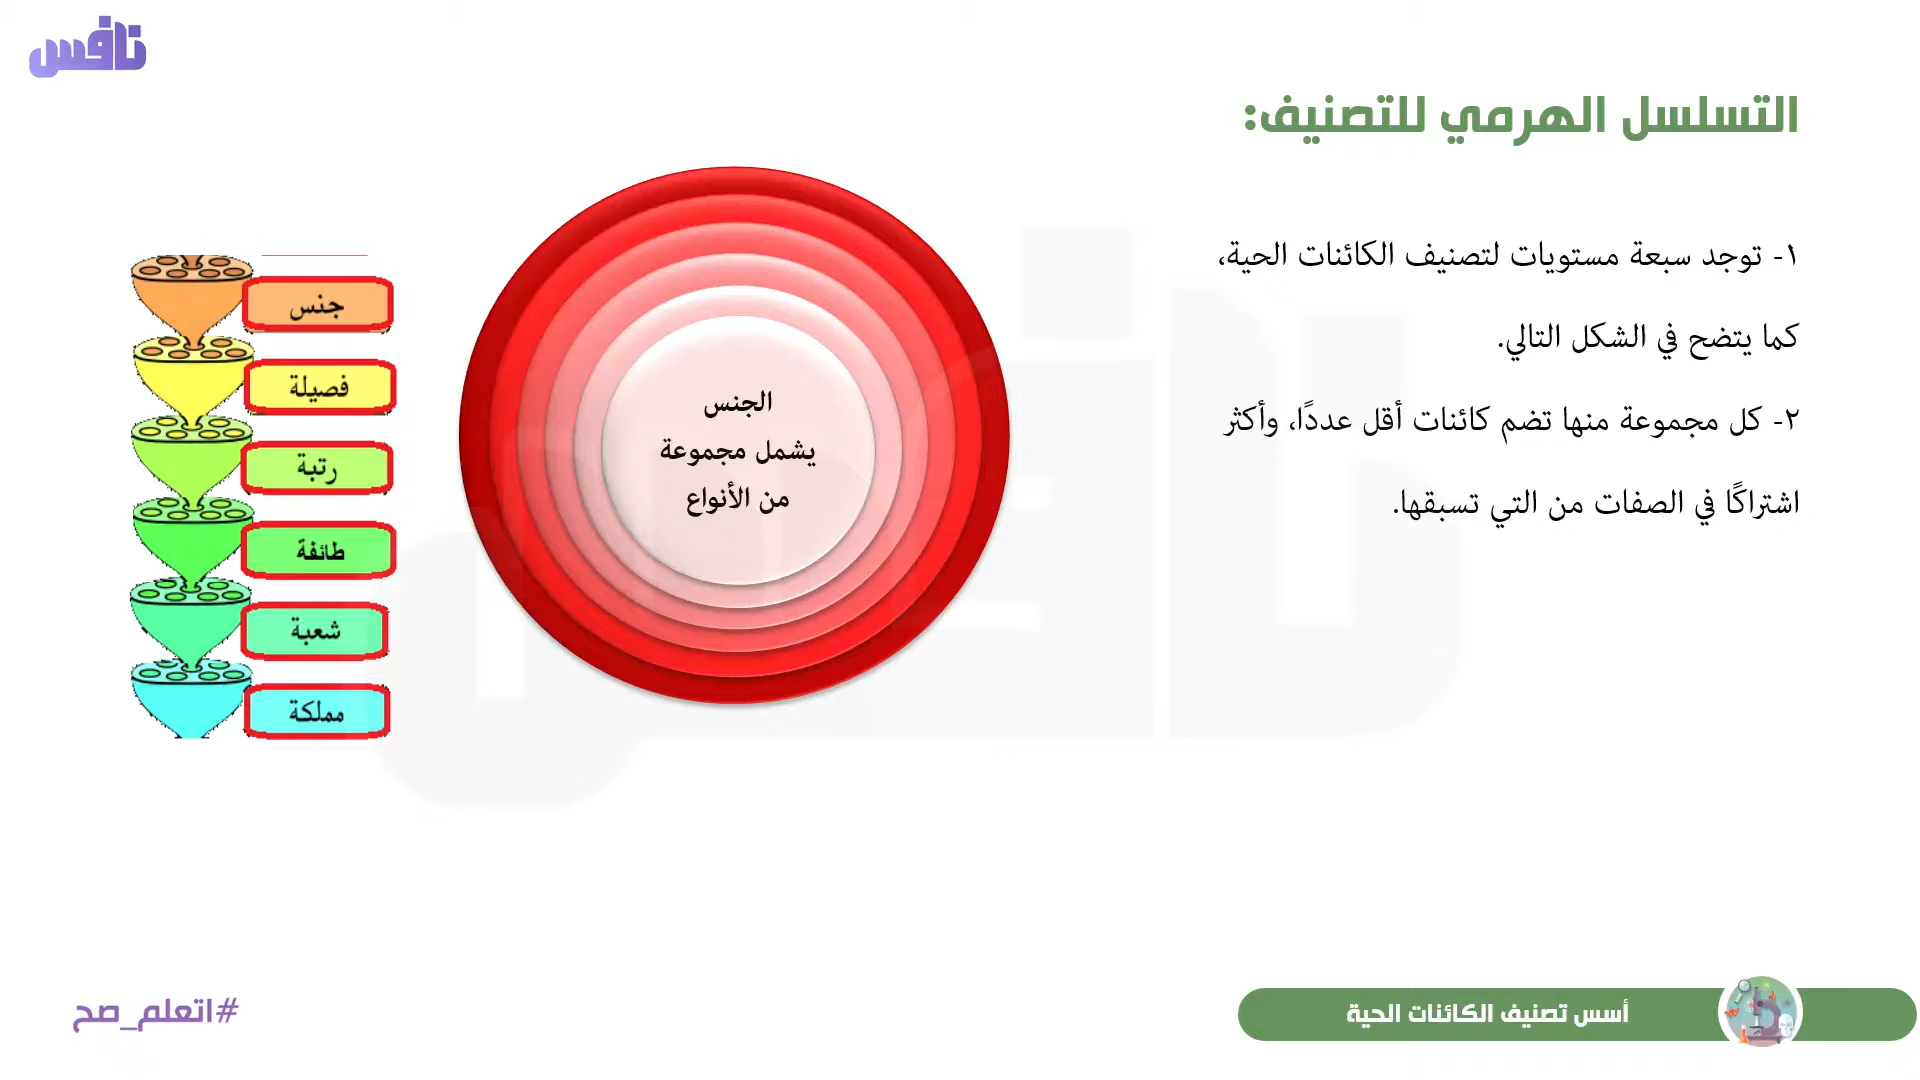 نافس
التسلسل الهرمي للتصنيف:
١- توجد سبعة مستويات لتصنيف الكائنات الحية،
كما يتضح في الشكل التالي.
٢- كل مجموعة منها تضم كائنات أقل عددًا، وأكثر
اشتراكًا في الصفات من التي تسبقها.
الجنس
يشمل مجموعة
من الأنواع
جنس
فصيلة
رتبة
طائفة
شعبة
مملكة
أسس تصنيف الكائنات الحية
#اتعلم_صح